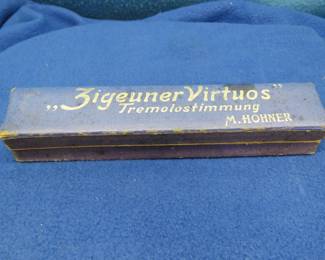 „Zigeuner Virtuos"
Tremolostimmung
M. HOHNER